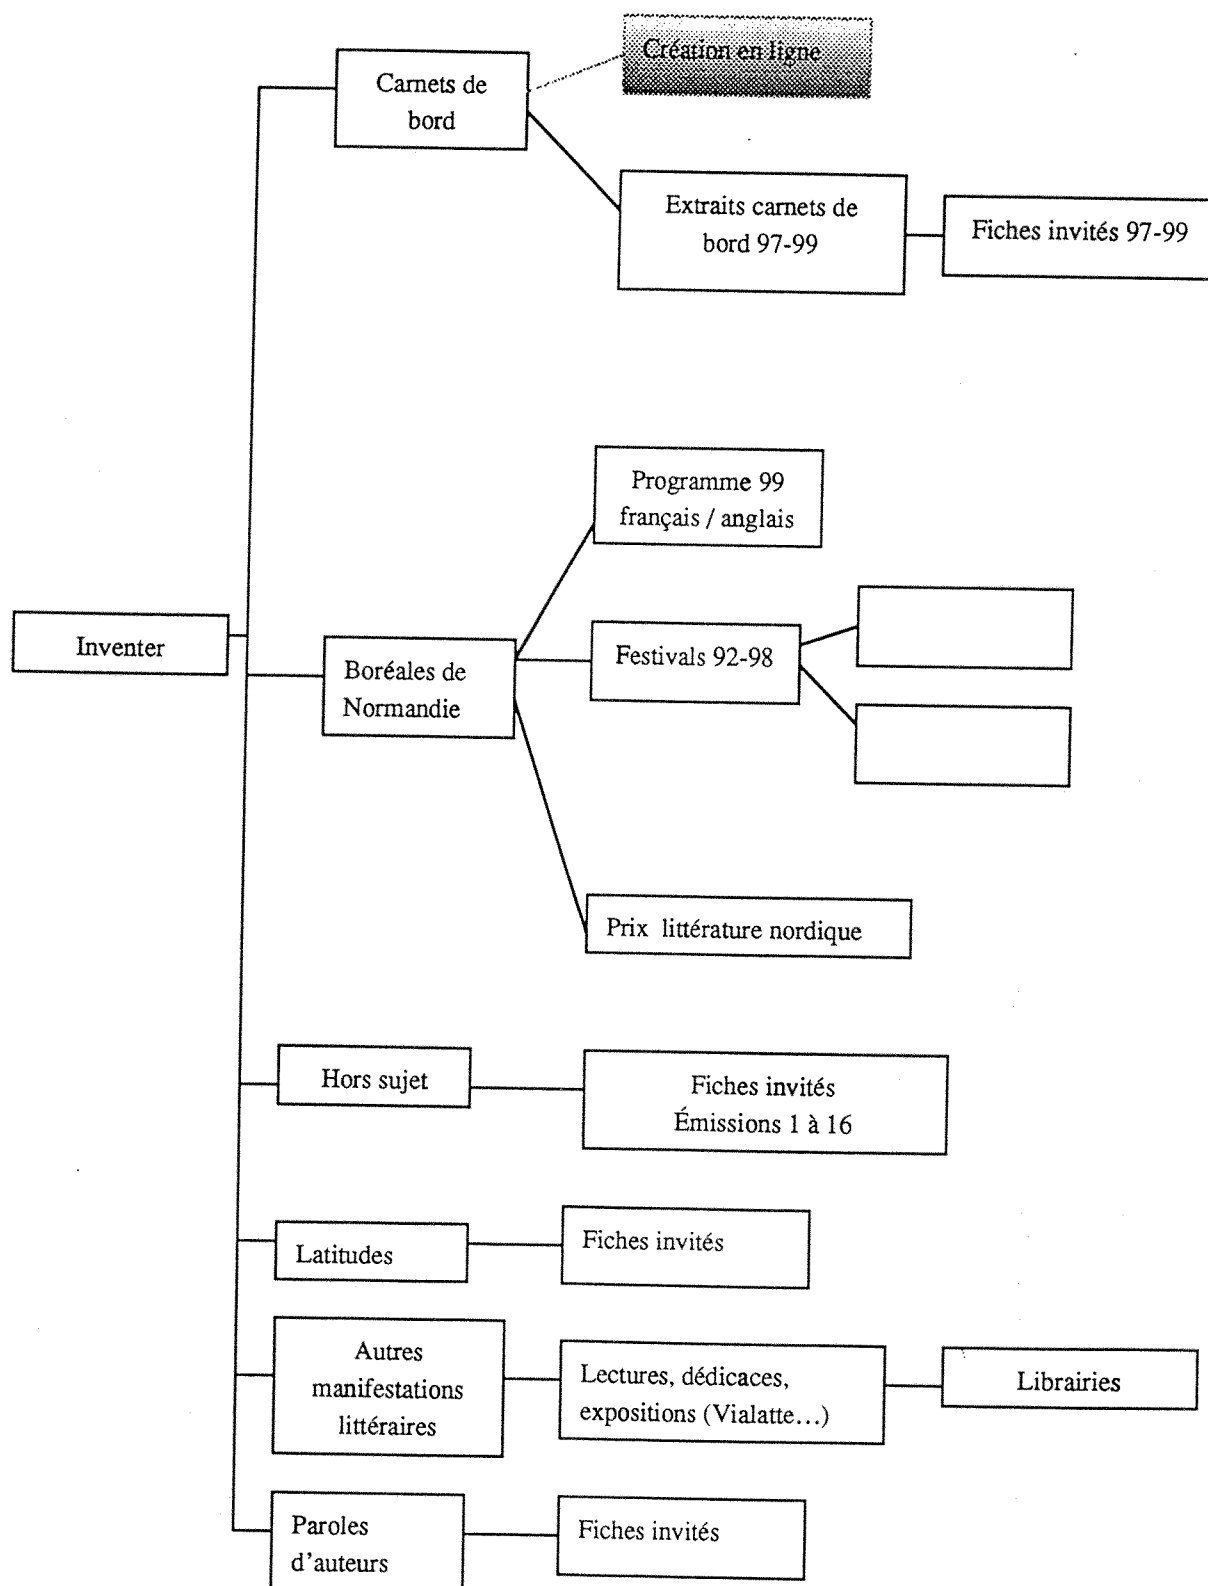 Création en ligne
Carnets de
bord
Extraits carnets de
bord 97-99
Fiches invités 97-99
Programme 99
français / anglais
Inventer
Boréales de
Normandie
Festivals 92-98
Prix littérature nordique
Hors sujet
Fiches invités
Émissions 1 à 16
Latitudes
Fiches invités
Autres
manifestations
littéraires
Lectures, dédicaces,
expositions (Vialatte...)
Librairies
Paroles
d'auteurs
Fiches invités